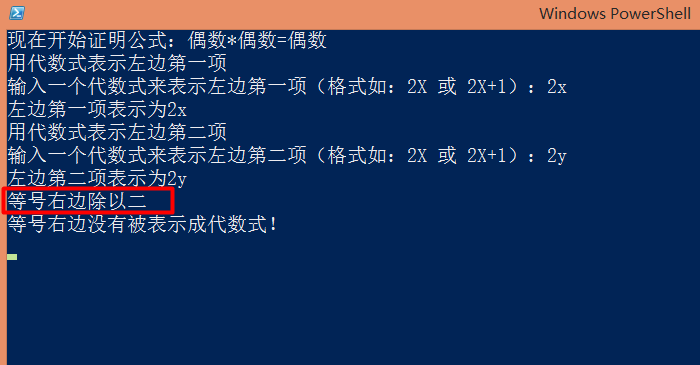 Windows PowerShell
现在开始证明公式：偶数*偶数=偶数
用代数式表示左边第一项
输入一个代数式来表示左边第一项（格式如：2X 或 2X+1）：2x
左边第一项表示为2x
用代数式表示左边第二项
输入一个代数式来表示左边第二项（格式如：2X 或 2X+1）：2y
左边第二项表示为2y
等号右边除以二
等号右边没有被表示成代数式！